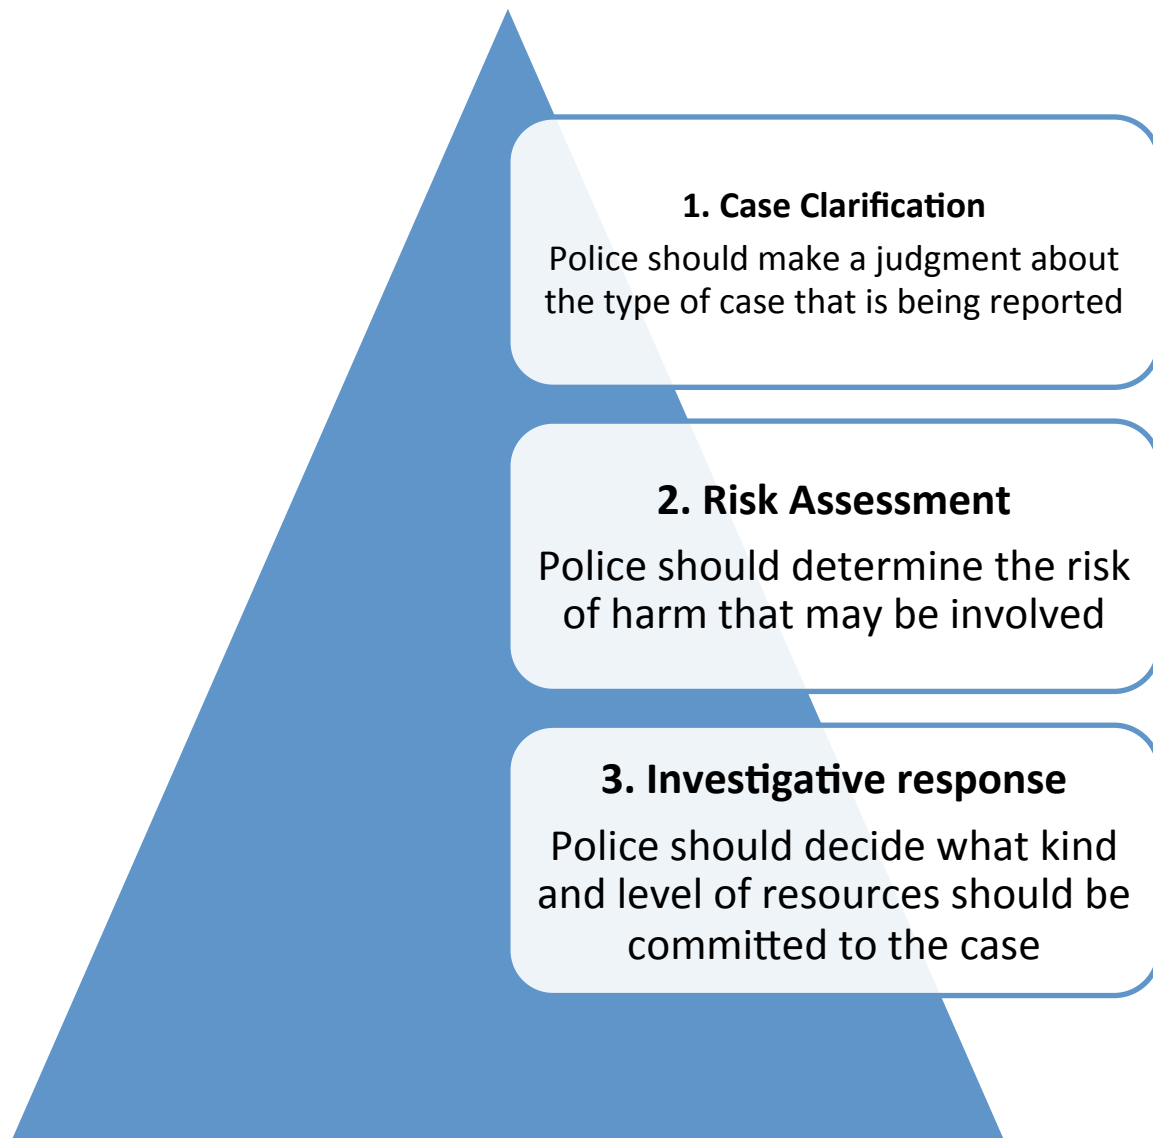 1. Case Clarification
Police should make a judgment about
the type of case that is being reported
2. Risk Assessment
Police should determine the risk
of harm that may be involved
3. Investigative response
Police should decide what kind
and level of resources should be
committed to the case